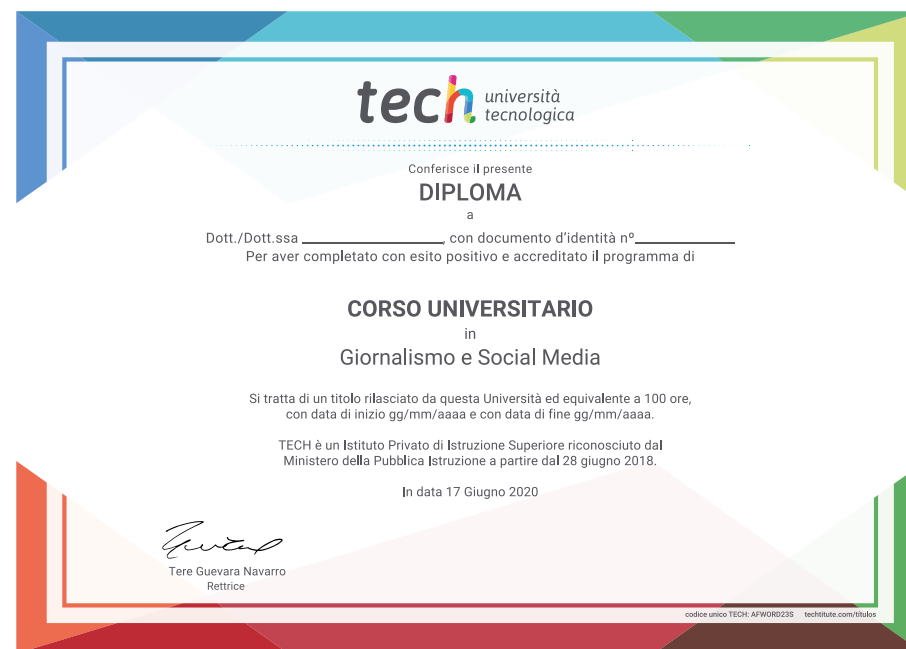 tech università
tecnologica
Conferisce il presente
DIPLOMA
a
Dott./Dott.ssa ________________, con documento d'identità nº____________
Per aver completato con esito positivo e accreditato il programma di
CORSO UNIVERSITARIO
in
Giornalismo e Social Media
Si tratta di un titolo rilasciato da questa Università ed equivalente a 100 ore,
con data di inizio gg/mm/aaaa e con data di fine gg/mm/aaaa.
TECH è un Istituto Privato di Istruzione Superiore riconosciuto dal
Ministero della Pubblica Istruzione a partire dal 28 giugno 2018.
In data 17 Giugno 2020
Tere Guevara Navarro
Rettrice
codice unico TECH: AFWORD23S techtitute.com/titulos